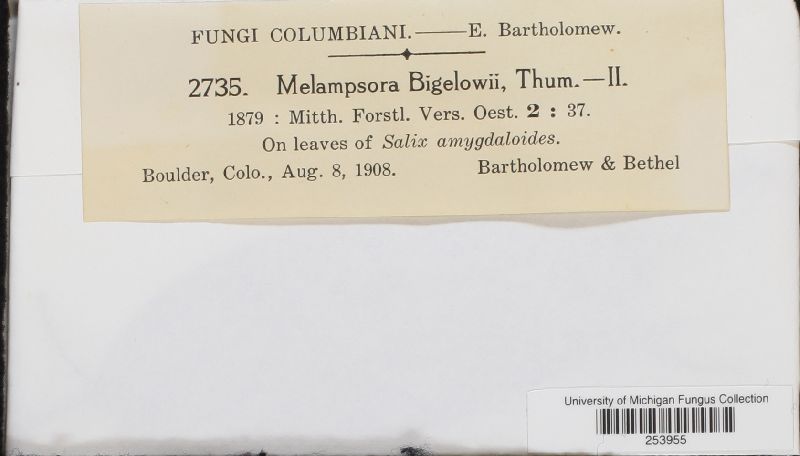 FUNGI COLUMBIANI.——E. Bartholomew.
2735. Melampsora Bigelowii, Thum.—II.
1879 : Mitth. Forstl. Vers. Oest. 2 : 37.
On leaves of Salix amygdaloides.
Boulder, Colo., Aug. 8, 1908. Bartholomew & Bethel
University of Michigan Fungus Collection
253955